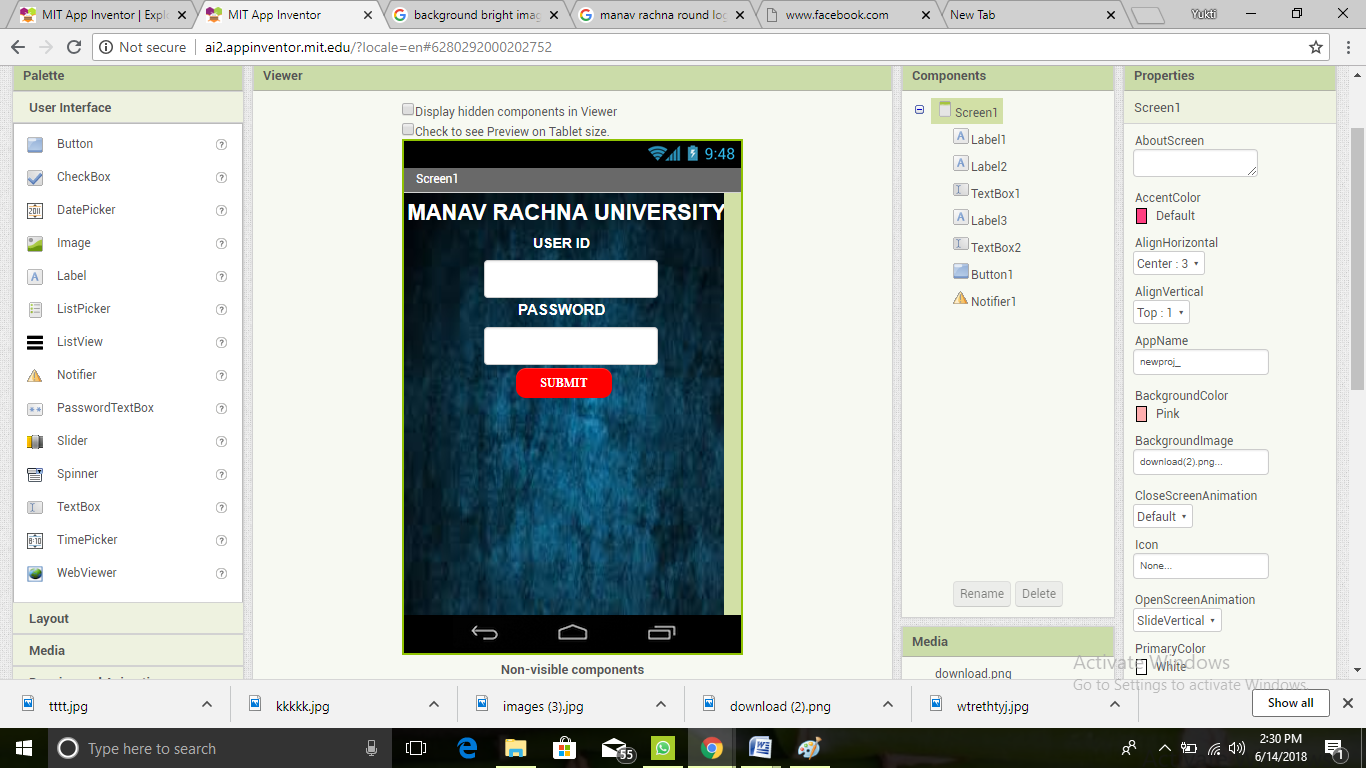 MIT App Inventor | Expl
MIT App Inventor
background bright imag
manav rachna round log
www.facebook.com
New Tab
Yukti
Not secure
ai2.appinventor.mit.edu/?locale=en#6280292000202752
Palette
User Interface
Button
CheckBox
DatePicker
Image
Label
ListPicker
ListView
Notifier
PasswordTextBox
Slider
Spinner
TextBox
TimePicker
WebViewer
Layout
Media
Viewer
Display hidden components in Viewer
Check to see Preview on Tablet size.
9:48
Screen1
MANAV RACHNA UNIVERSITY
USER ID
PASSWORD
SUBMIT
Non-visible components
Components
Screen1
Label1
Label2
TextBox1
Label3
TextBox2
Button1
Notifier1
Rename Delete
Media
download.png
Properties
Screen1
AboutScreen
AccentColor
Default
AlignHorizontal
Center : 3
AlignVertical
Top : 1
AppName
newproj_
BackgroundColor
Pink
BackgroundImage
download(2).png...
CloseScreenAnimation
Default
Icon
None...
OpenScreenAnimation
SlideVertical
PrimaryColor
White
Activate Windows
Go to Settings to activate Windows.
tttt.jpg
kkkkk.jpg
images (3).jpg
download (2).png
wtrethtyj.jpg
Show all
Type here to search
55
2:30 PM
6/14/2018
1